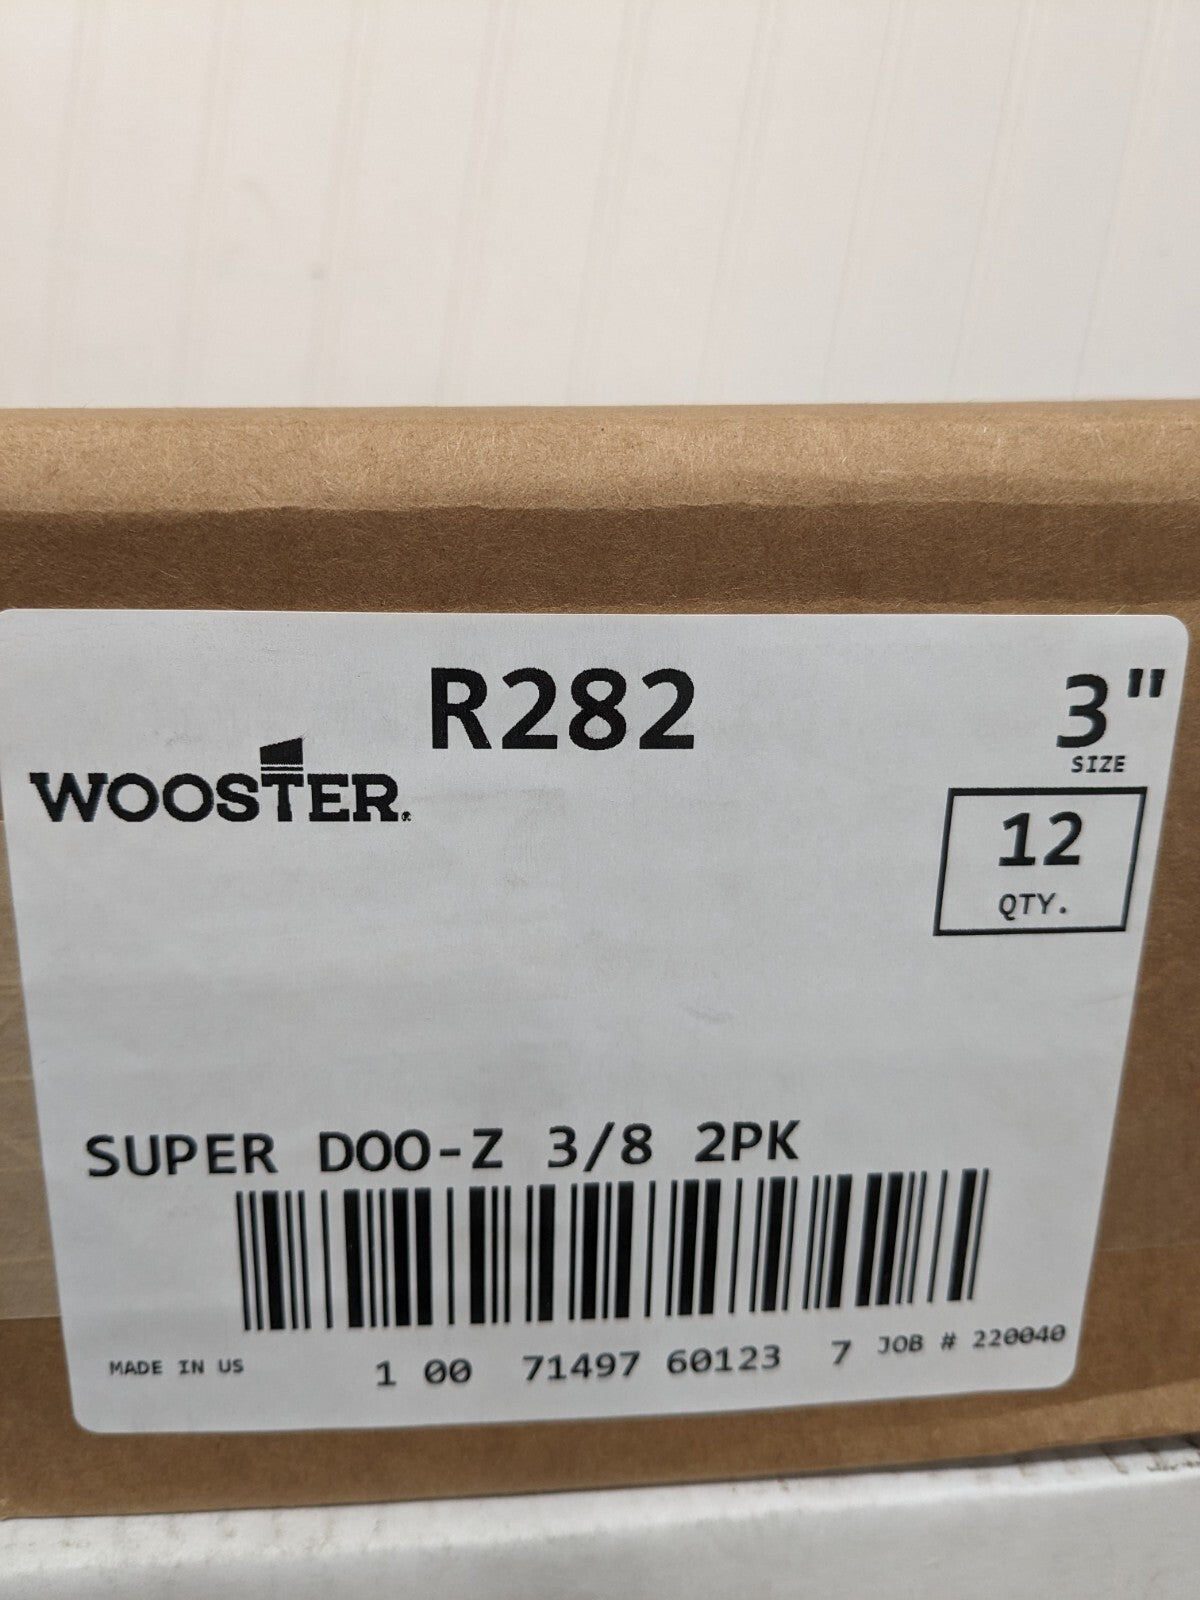 R282
3"
SIZE
WOOSTER®
12
QTY.
SUPER DOO-Z 3/8 2PK
MADE IN US
1 00 71497 60123 7
JOB # 220040